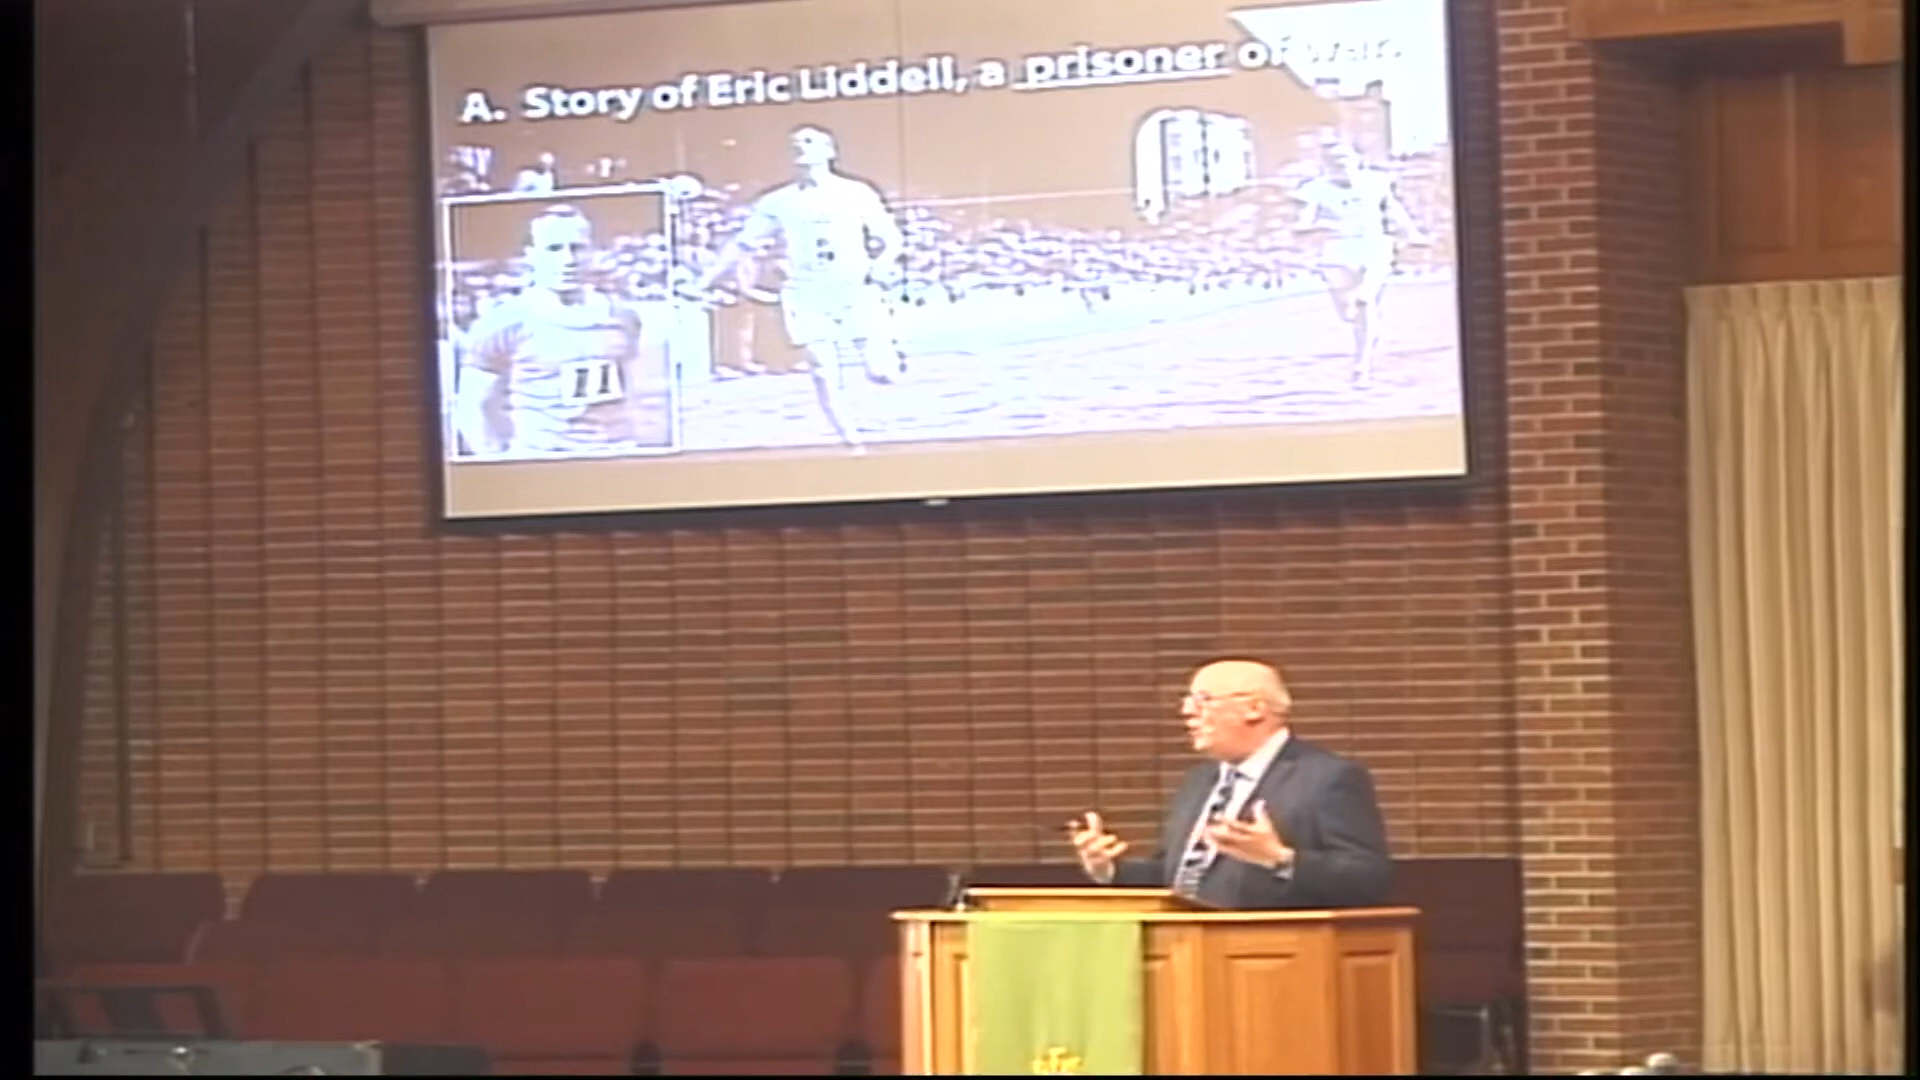 A. Story of Eric Liddell, a prisoner of war.
11